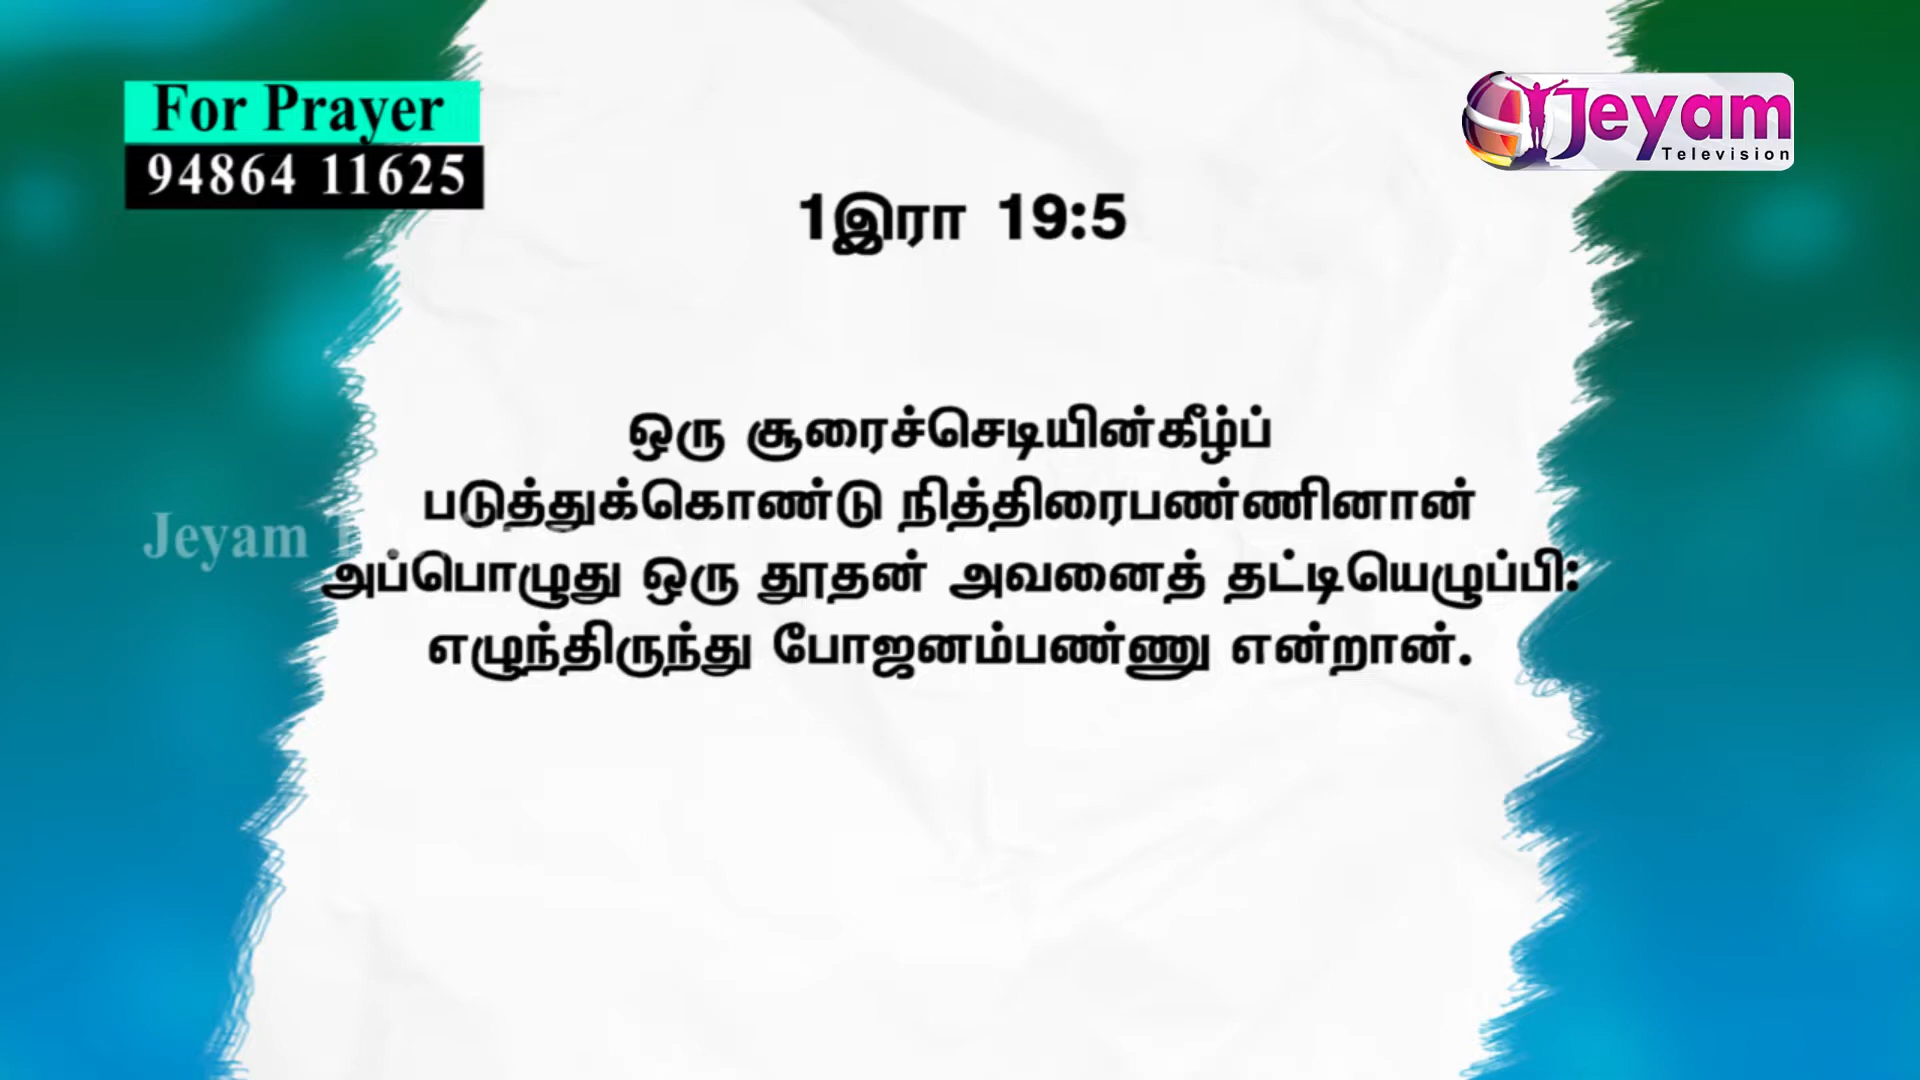 For Prayer
94864 11625
Jeyam
Television
1இரா 19:5
ஒரு சூரைச்செடியின்கீழ்ப்
படுத்துக்கொண்டு நித்திரைபண்ணினான்
Jeyam
அப்பொழுது ஒரு தூதன் அவனைத் தட்டியெழுப்பி:
எழுந்திருந்து போஜனம்பண்ணு என்றான்.